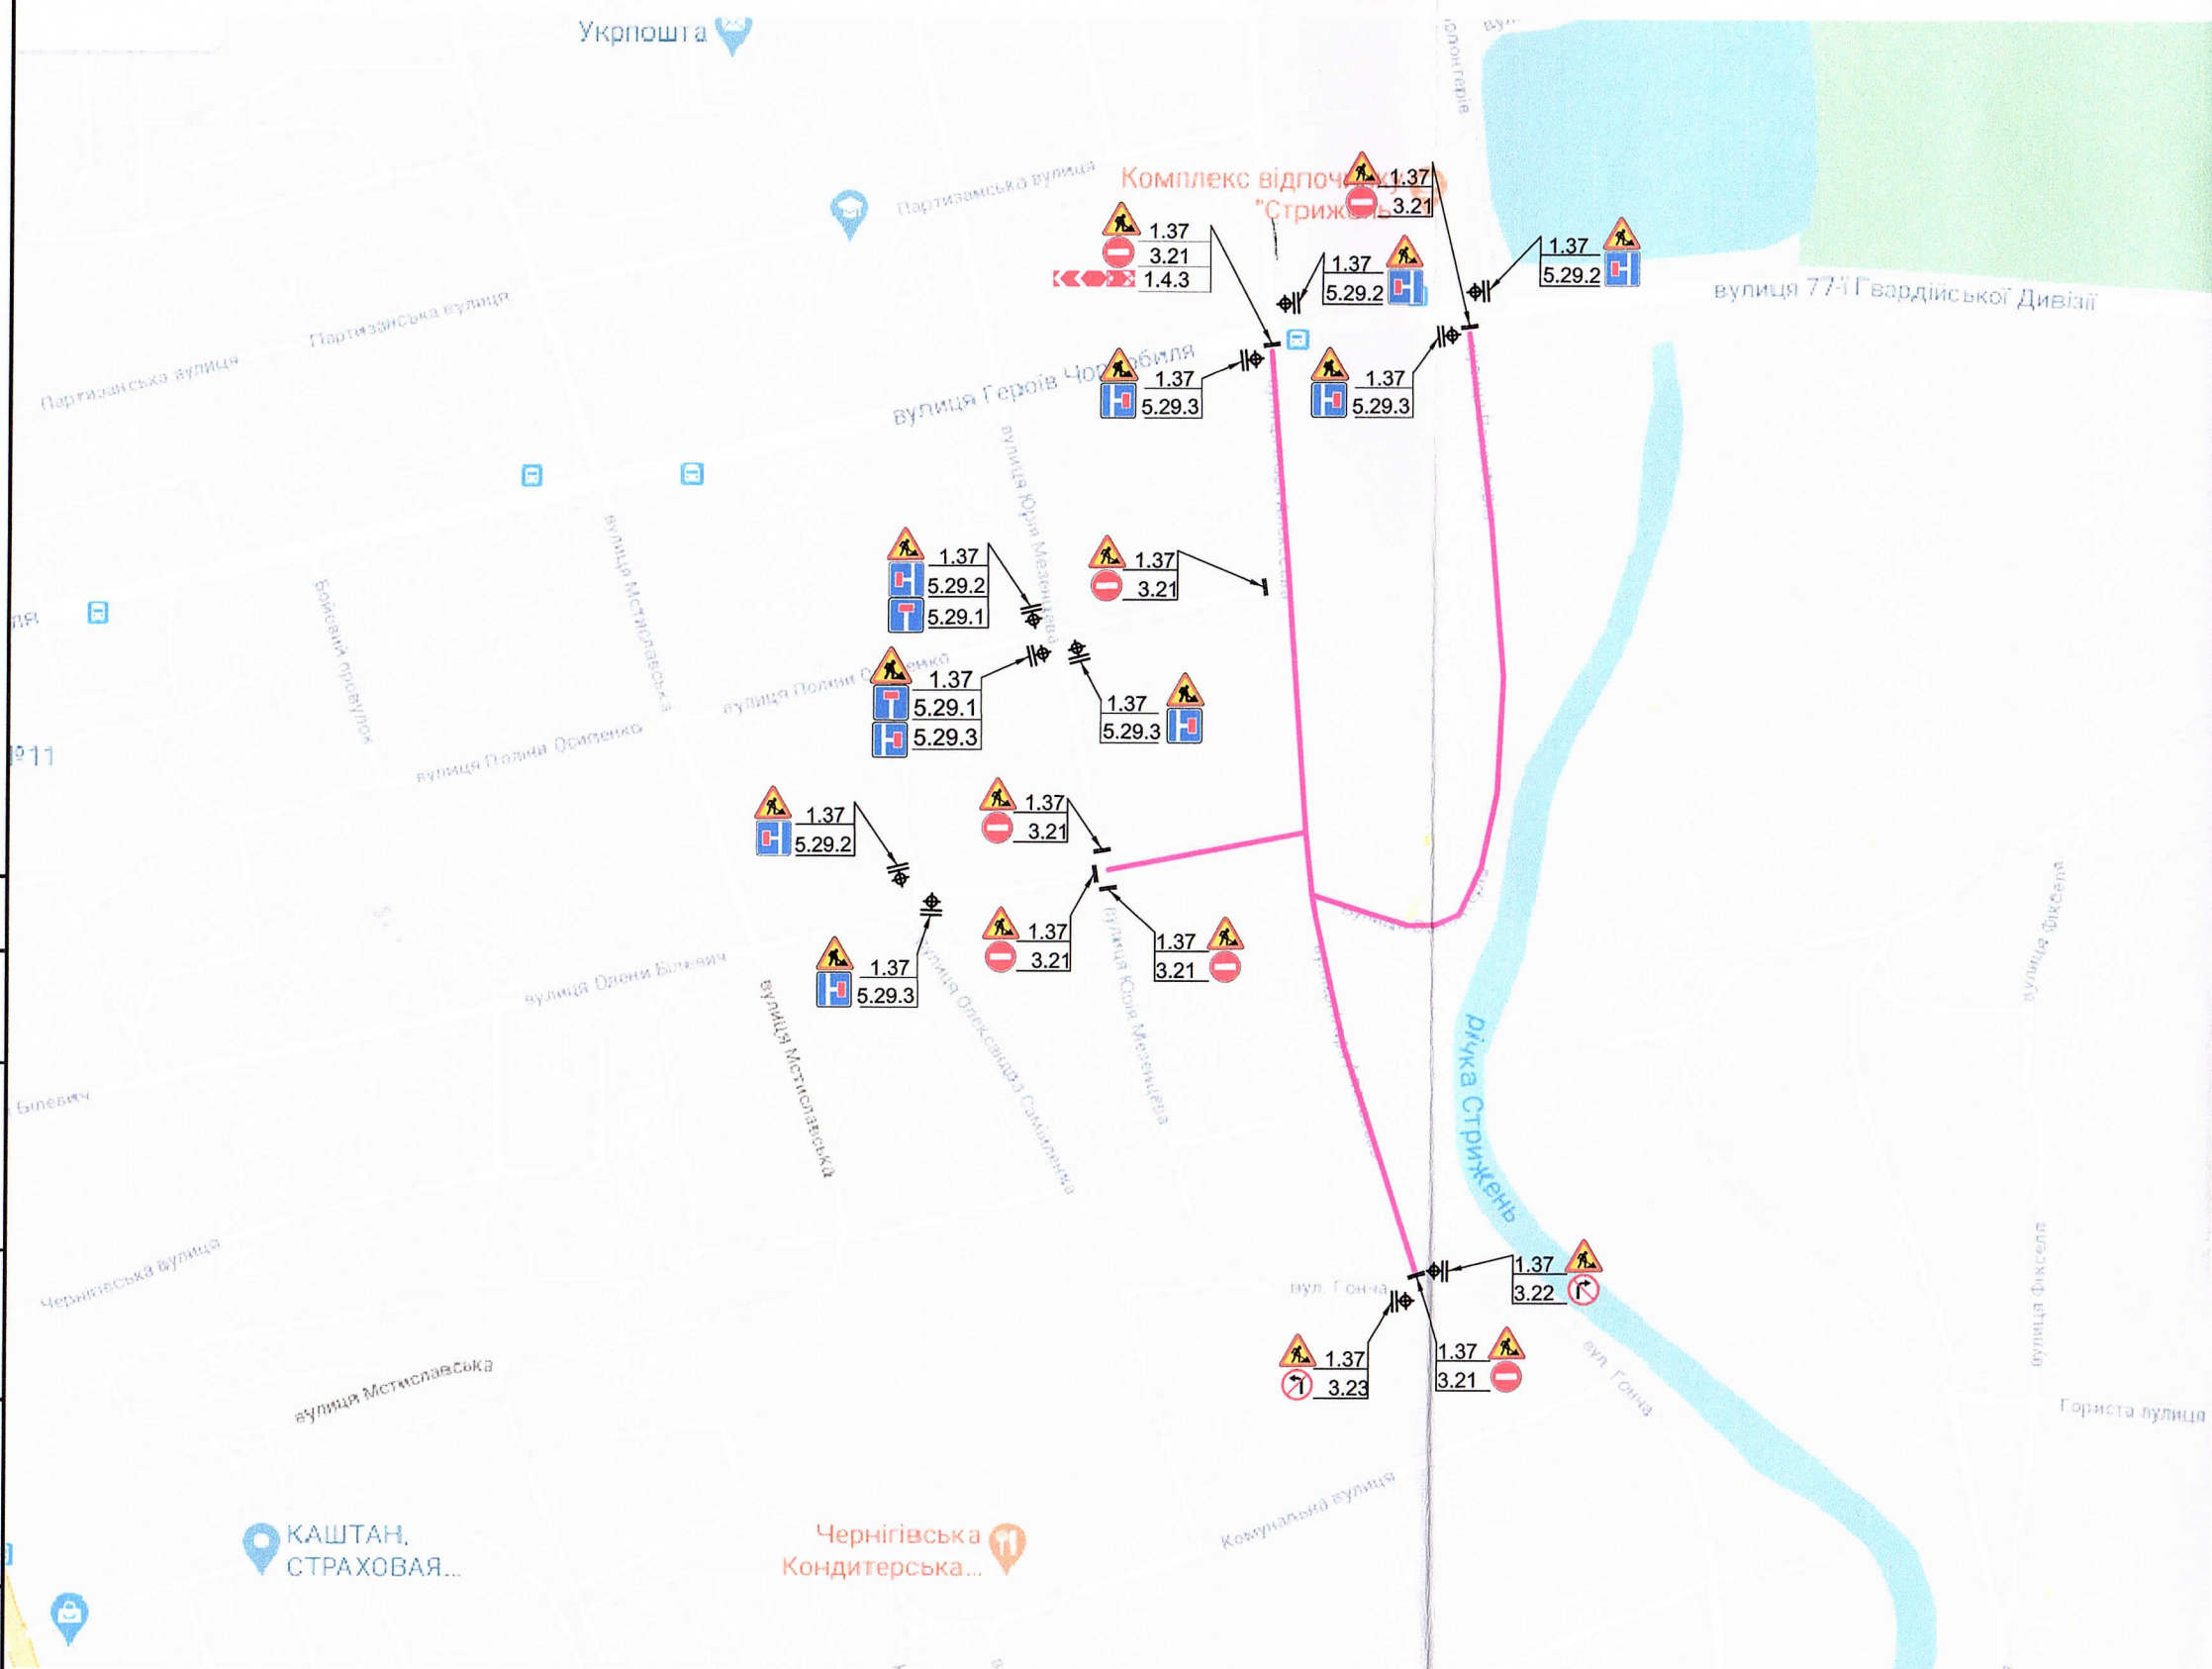 Укрпошта
Партизанська вулиця
Комплекс відпочинку
"Стрижень"
1.37
3.21
1.37
3.21
1.4.3
1.37
5.29.2
1.37
5.29.2
вулиця 77-ї Гвардійської Дивізії
Партизанська вулиця
Партизанська вулиця
вулиця Героїв Чорнобиля
1.37
5.29.3
1.37
5.29.3
вулиця Юрія Мезенцева
вулиця Мстиславська
Бойовий провулок
1.37
5.29.2
5.29.1
1.37
3.21
ля
№11
вулиця Поліни Осипенко
вулиця Поліни Осипенко
1.37
5.29.1
5.29.3
1.37
5.29.3
1.37
5.29.2
1.37
3.21
1.37
5.29.3
1.37
3.21
1.37
3.21
вулиця Олени Білевич
вулиця Мстиславська
вулиця Олександра Самійленка
вулиця Юрія Мезенцева
вулиця Фікселя
річка Стрижень
Білевич
Чернігівська вулиця
вул. Гонча
1.37
3.22
1.37
3.23
1.37
3.21
вул. Гонча
вулиця Фікселя
Гориста вулиця
вулиця Мстиславська
Комунальна вулиця
КАШТАН,
СТРАХОВАЯ...
Чернігівська
Кондитерська...